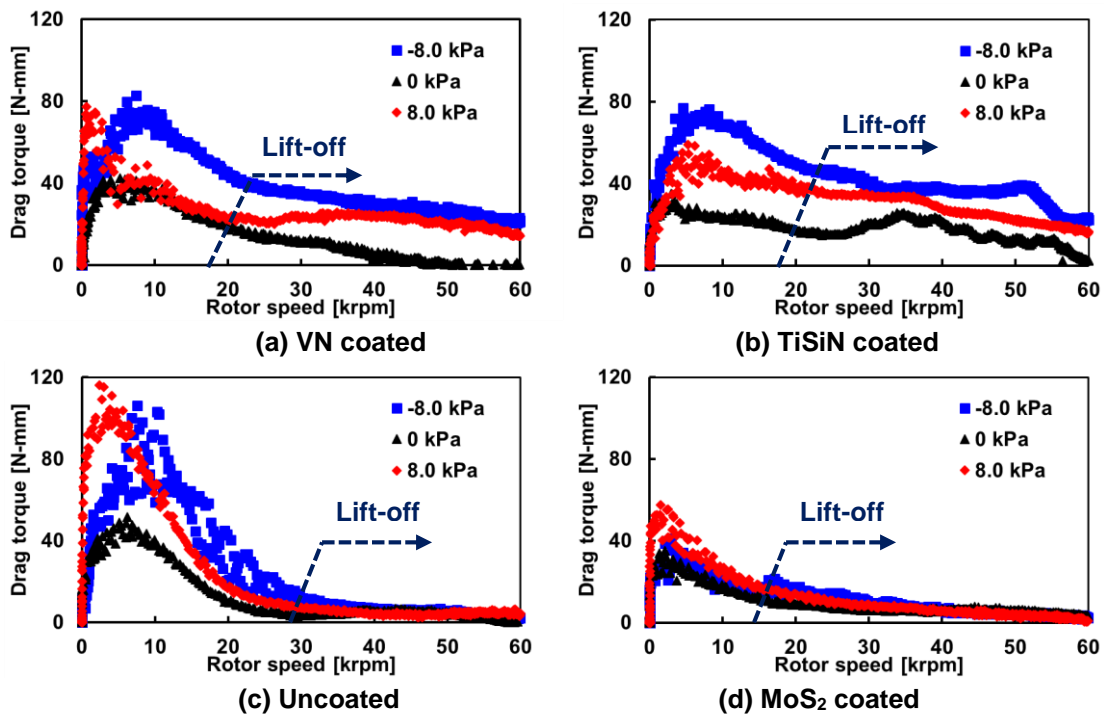 120
80
40
0
Drag torque [N-mm]
-8.0 kPa
0 kPa
8.0 kPa
Lift-off
0 10 20 30 40 50 60
Rotor speed [krpm]
(a) VN coated
120
80
40
0
Drag torque [N-mm]
-8.0 kPa
0 kPa
8.0 kPa
Lift-off
0 10 20 30 40 50 60
Rotor speed [krpm]
(b) TiSiN coated
120
80
40
0
Drag torque [N-mm]
-8.0 kPa
0 kPa
8.0 kPa
Lift-off
0 10 20 30 40 50 60
Rotor speed [krpm]
(c) Uncoated
120
80
40
0
Drag torque [N-mm]
-8.0 kPa
0 kPa
8.0 kPa
Lift-off
0 10 20 30 40 50 60
Rotor speed [krpm]
(d) MoS₂ coated